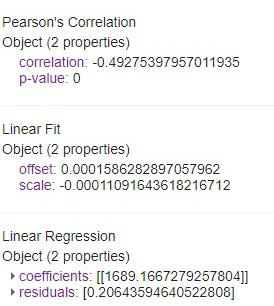 Pearson's Correlation
Object (2 properties)
correlation: -0.49275397957011935
p-value: 0
Linear Fit
Object (2 properties)
offset: 0.0001586282897057962
scale: -0.00011091643618216712
Linear Regression
Object (2 properties)
coefficients: [[1689.1667279257804]]
residuals: [0.20643594640522808]